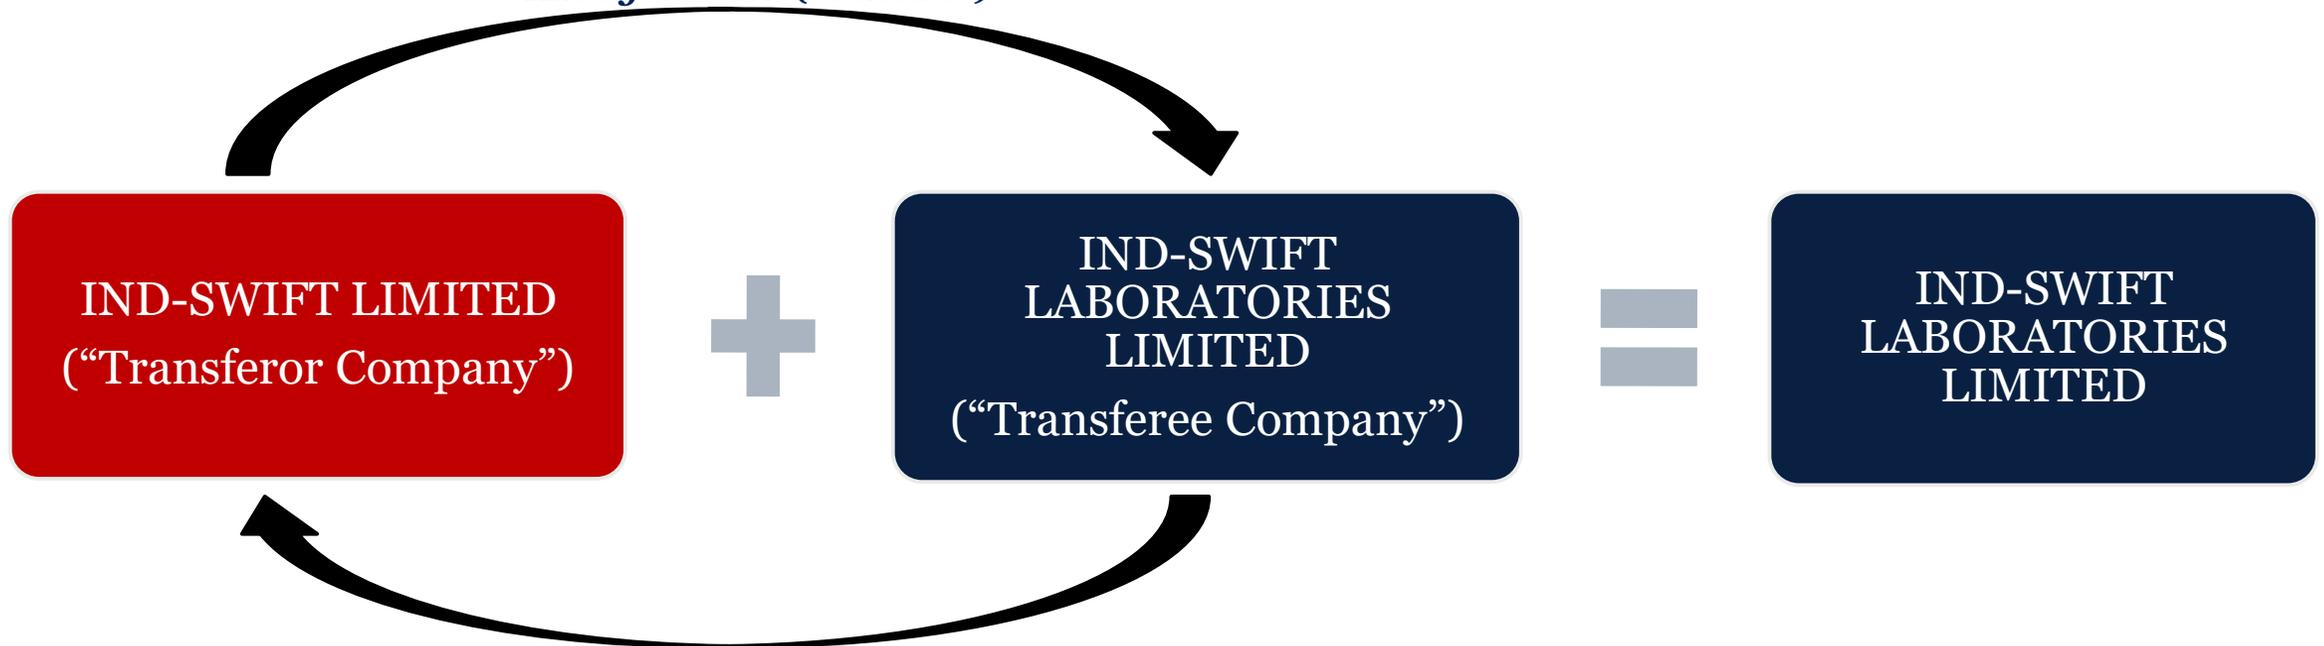 IND-SWIFT LIMITED
(“Transferor Company”)
IND-SWIFT
LABORATORIES
LIMITED
(“Transferee Company”)
IND-SWIFT
LABORATORIES
LIMITED